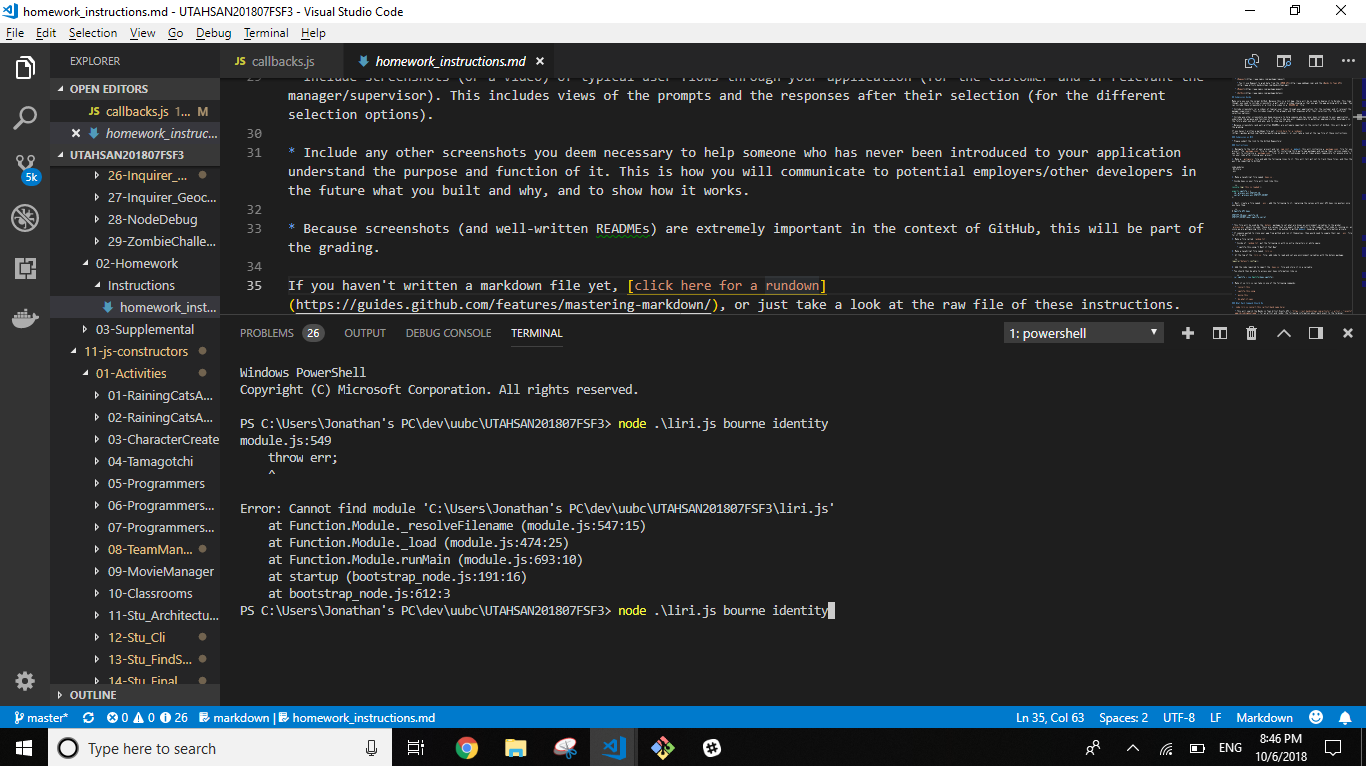 homework_instructions.md - UTAHSAN201807FSF3 - Visual Studio Code
File Edit Selection View Go Debug Terminal Help
EXPLORER
JS callbacks.js
homework_instructions.md ×
OPEN EDITORS
JS callbacks.js 1... M
× homework_instruc...
UTAHSAN201807FSF3
26-Inquirer_...
27-Inquirer_Geoc...
28-NodeDebug
29-ZombieChalle...
02-Homework
Instructions
homework_inst...
03-Supplemental
11-js-constructors
01-Activities
01-RainingCatsA...
02-RainingCatsA...
03-CharacterCreate
04-Tamagotchi
05-Programmers
06-Programmers...
07-Programmers...
08-TeamMan...
09-MovieManager
10-Classrooms
11-Stu_Architectu...
12-Stu_Cli
13-Stu_FindS...
14-Stu_Final
OUTLINE
5k
29 * Include screenshots (or a video) of typical user flows through your application (for the customer and if relevant the
manager/supervisor). This includes views of the prompts and the responses after their selection (for the different
selection options).
30
31 * Include any other screenshots you deem necessary to help someone who has never been introduced to your application
understand the purpose and function of it. This is how you will communicate to potential employers/other developers in
the future what you built and why, and to show how it works.
32
33 * Because screenshots (and well-written READMEs) are extremely important in the context of GitHub, this will be part of
the grading.
34
35 If you haven't written a markdown file yet, [click here for a rundown]
(https://guides.github.com/features/mastering-markdown/), or just take a look at the raw file of these instructions.
PROBLEMS 26 OUTPUT DEBUG CONSOLE TERMINAL
1: powershell
Windows PowerShell
Copyright (C) Microsoft Corporation. All rights reserved.
PS C:\Users\Jonathan's PC\dev\uubc\UTAHSAN201807FSF3> node .\liri.js bourne identity
module.js:549
throw err;
^
Error: Cannot find module 'C:\Users\Jonathan's PC\dev\uubc\UTAHSAN201807FSF3\liri.js'
at Function.Module._resolveFilename (module.js:547:15)
at Function.Module._load (module.js:474:25)
at Function.Module.runMain (module.js:693:10)
at startup (bootstrap_node.js:191:16)
at bootstrap_node.js:612:3
PS C:\Users\Jonathan's PC\dev\uubc\UTAHSAN201807FSF3> node .\liri.js bourne identity
master* 0 0 26 markdown | homework_instructions.md
Ln 35, Col 63 Spaces: 2 UTF-8 LF Markdown
Type here to search
ENG
8:46 PM
10/6/2018